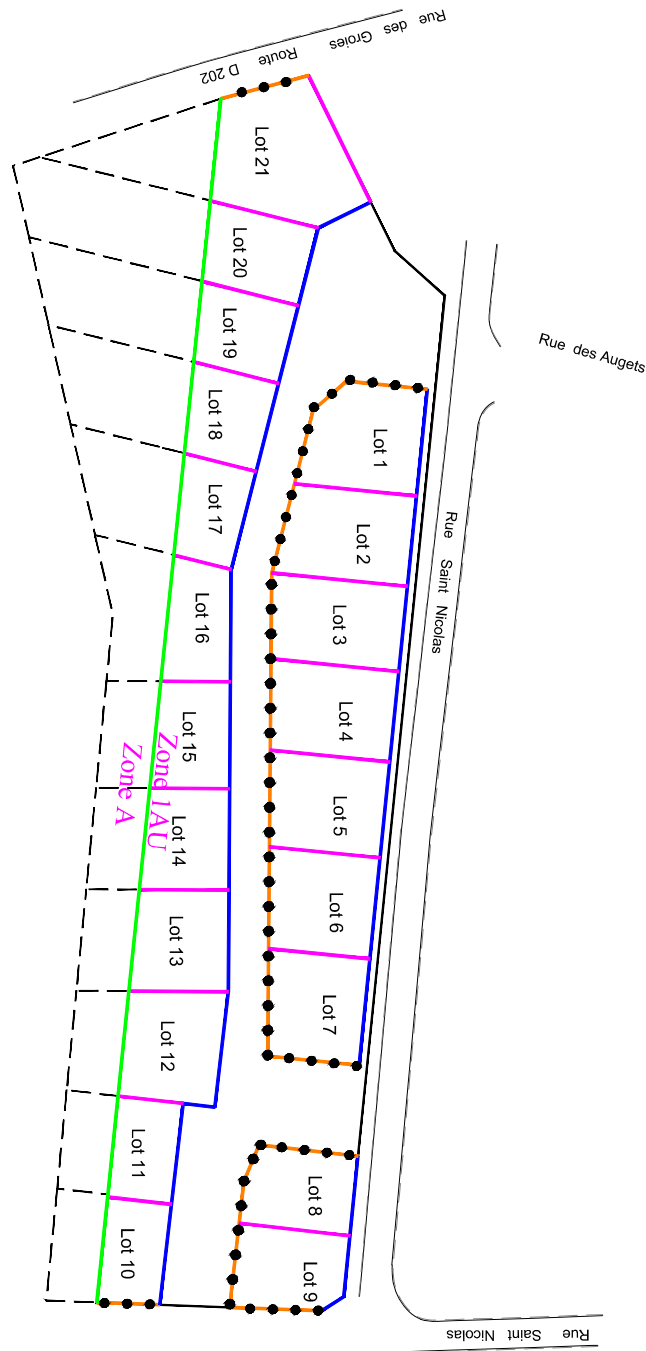 Rue des Groies
Route D 202
Lot 21
Lot 20
Lot 19
Lot 18
Lot 17
Lot 16
Lot 15
Lot 14
Lot 13
Lot 12
Lot 11
Lot 10
Zone 1AU
Zone A
Lot 1
Lot 2
Lot 3
Lot 4
Lot 5
Lot 6
Lot 7
Lot 8
Lot 9
Rue des Augets
Rue Saint Nicolas
Rue Saint Nicolas